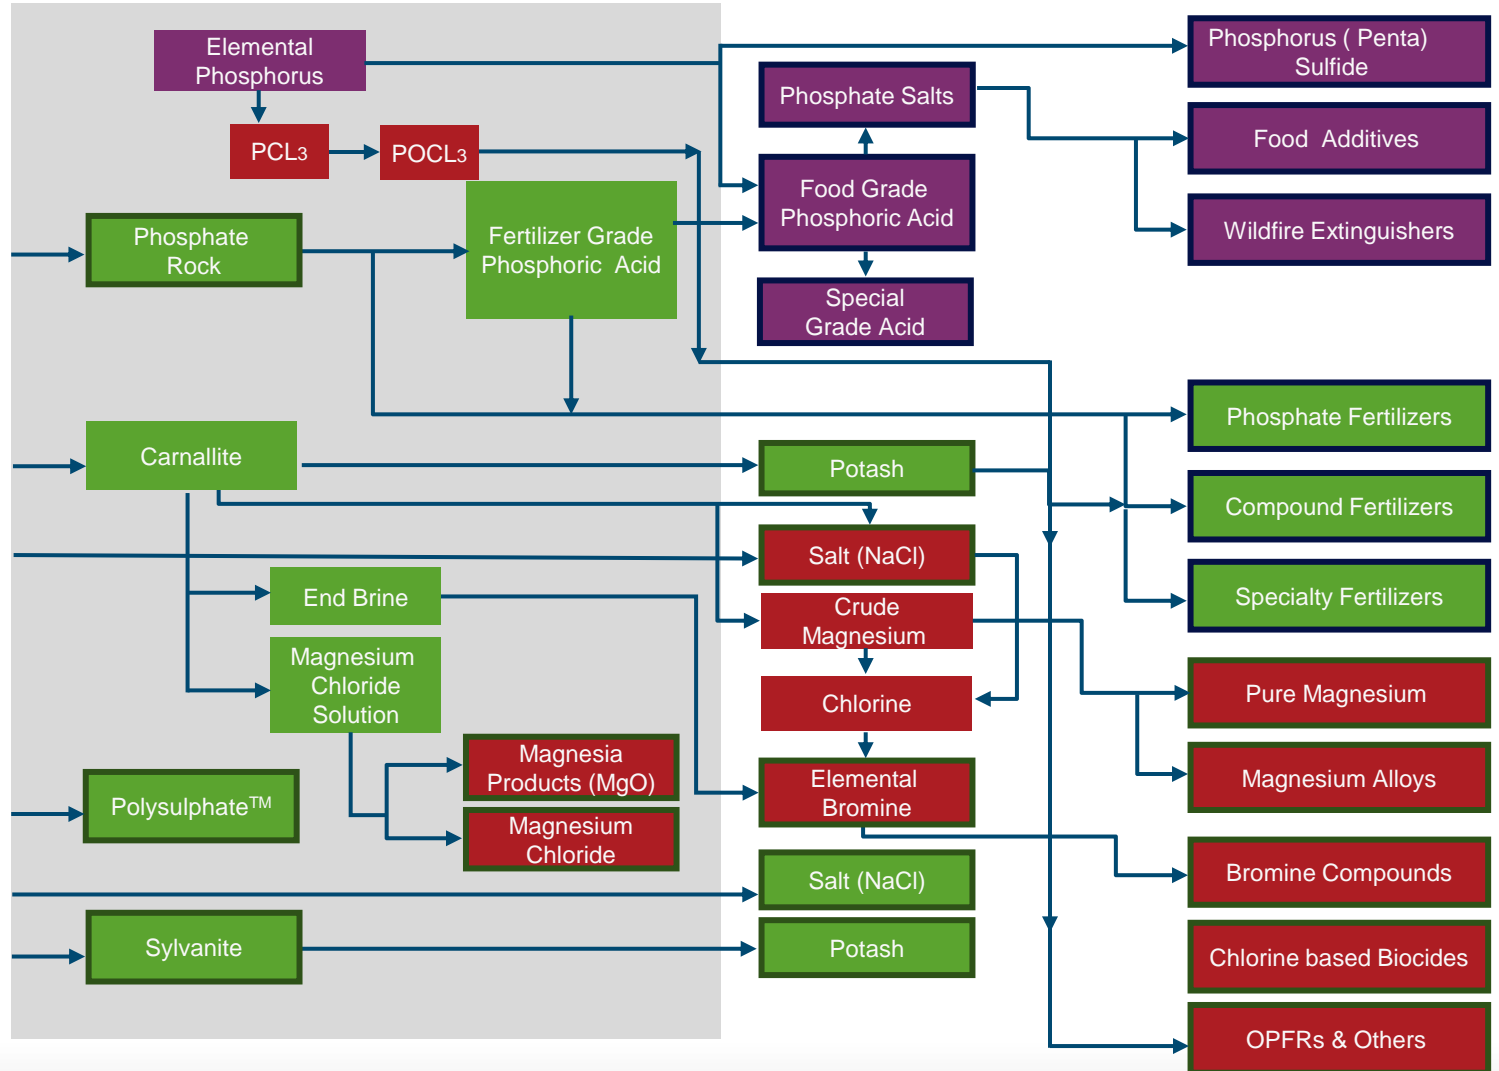 Elemental
Phosphorus
PCL3
POCL3
Phosphate
Rock
Fertilizer Grade
Phosphoric Acid
Phosphate Salts
Food Grade
Phosphoric Acid
Special
Grade Acid
Phosphorus ( Penta)
Sulfide
Food Additives
Wildfire Extinguishers
Phosphate Fertilizers
Carnallite
Potash
Compound Fertilizers
Salt (NaCl)
End Brine
Crude
Magnesium
Specialty Fertilizers
Magnesium
Chloride
Solution
Chlorine
Pure Magnesium
Magnesia
Products (MgO)
Elemental
Bromine
Magnesium Alloys
Polysulphate™
Magnesium
Chloride
Salt (NaCl)
Bromine Compounds
Sylvanite
Potash
Chlorine based Biocides
OPFRs & Others